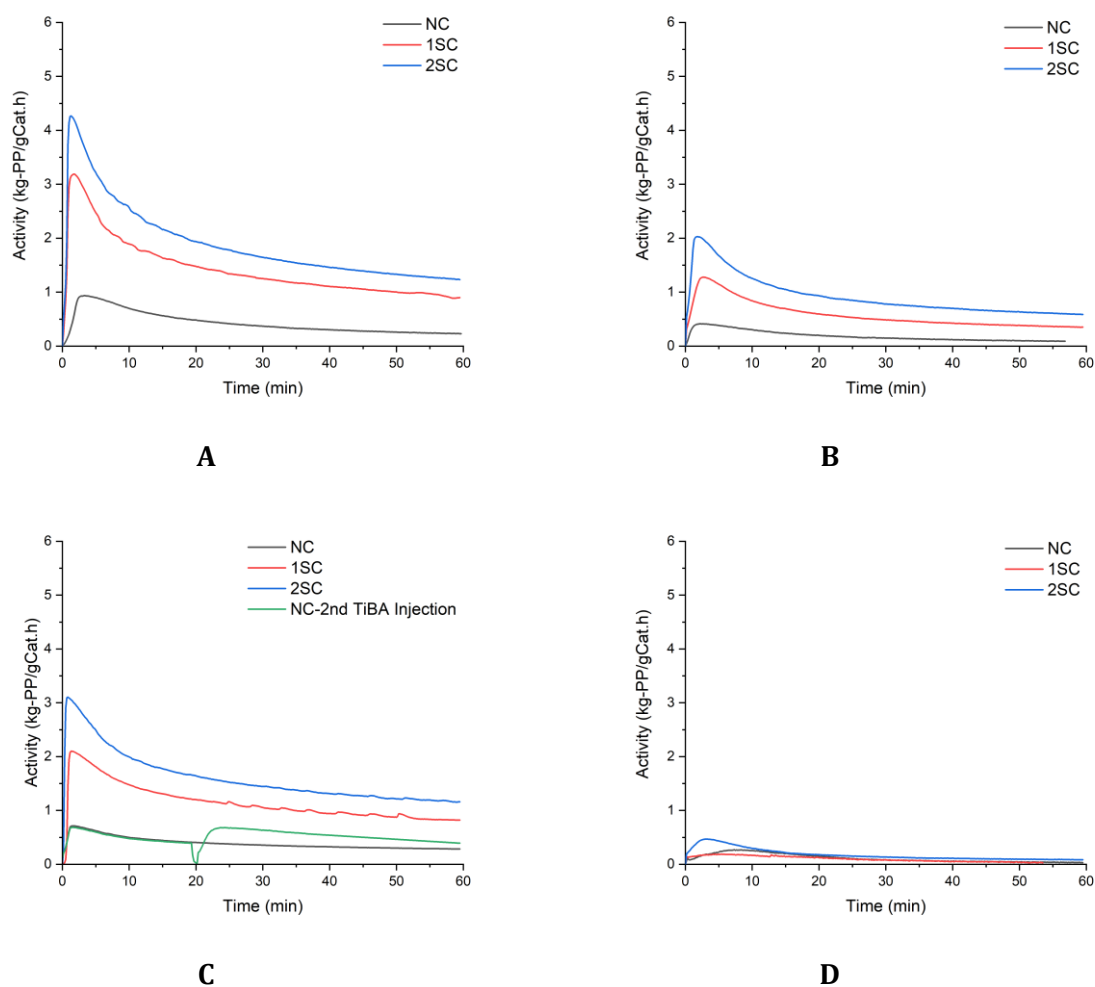 Activity (kg-PP/gCat.h)
6
5
4
3
2
1
0
0 10 20 30 40 50 60
Time (min)
NC
1SC
2SC
A
Activity (kg-PP/gCat.h)
6
5
4
3
2
1
0
0 10 20 30 40 50 60
Time (min)
NC
1SC
2SC
B
Activity (kg-PP/gCat.h)
6
5
4
3
2
1
0
0 10 20 30 40 50 60
Time (min)
NC
1SC
2SC
NC-2nd TiBA Injection
C
Activity (kg-PP/gCat.h)
6
5
4
3
2
1
0
0 10 20 30 40 50 60
Time (min)
NC
1SC
2SC
D